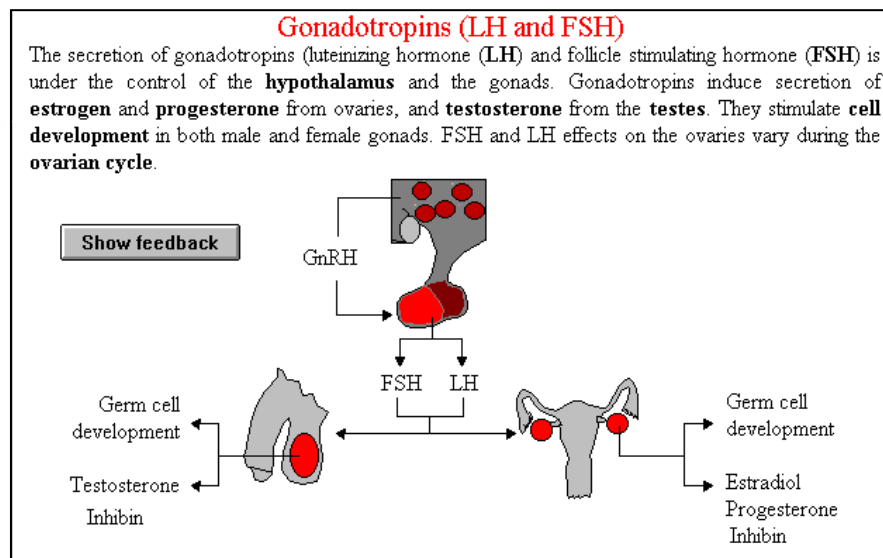 Gonadotropins (LH and FSH)
The secretion of gonadotopins (luteinizing hormone (LH) and follicle stimulating hormone (FSH) is
under the control of the hypothalamus and the gonads. Gonadotropins induce secretion of
estrogen and progesterone from ovaries, and testosterone from the testes. They stimulate cell
development in both male and female gonads. FSH and LH effects on the ovaries vary during the
ovarian cycle.
Show feedback
GnRH
FSH LH
Germ cell
development
Testosterone
Inhibin
Germ cell
development
Estradiol
Progesterone
Inhibin